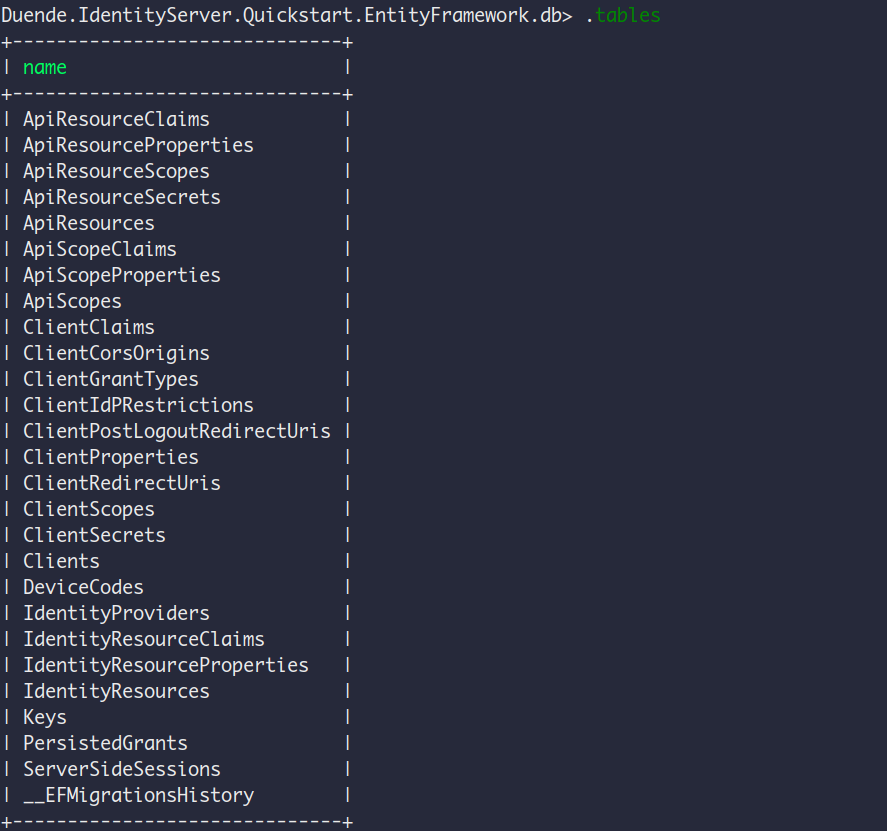 Duende.IdentityServer.Quickstart.EntityFramework.db> .tables
+------------------------------+
| name                         |
+------------------------------+
| ApiResourceClaims            |
| ApiResourceProperties        |
| ApiResourceScopes            |
| ApiResourceSecrets           |
| ApiResources                 |
| ApiScopeClaims               |
| ApiScopeProperties           |
| ApiScopes                    |
| ClientClaims                 |
| ClientCorsOrigins            |
| ClientGrantTypes             |
| ClientIdPRestrictions        |
| ClientPostLogoutRedirectUris |
| ClientProperties             |
| ClientRedirectUris           |
| ClientScopes                 |
| ClientSecrets                |
| Clients                      |
| DeviceCodes                  |
| IdentityProviders            |
| IdentityResourceClaims       |
| IdentityResourceProperties   |
| IdentityResources            |
| Keys                         |
| PersistedGrants              |
| ServerSideSessions           |
| __EFMigrationsHistory        |
+------------------------------+